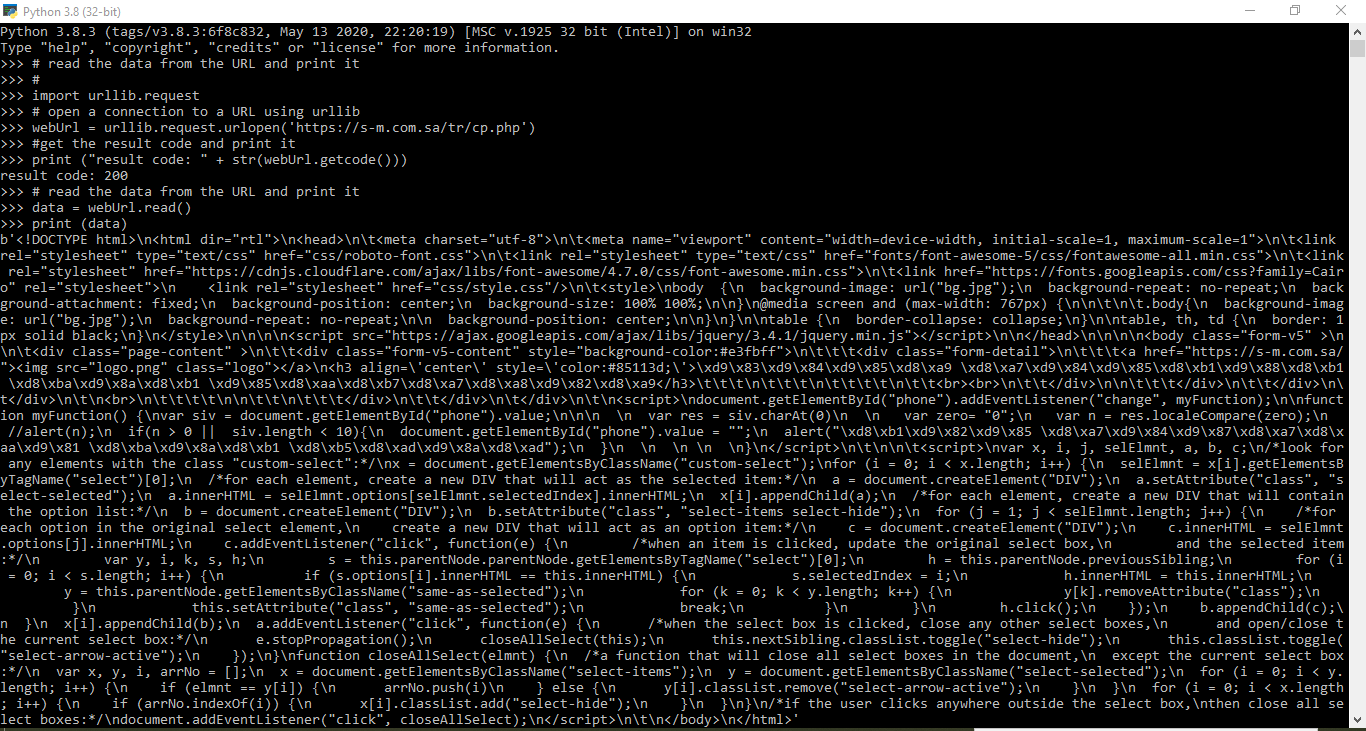 Python 3.8 (32-bit)
Python 3.8.3 (tags/v3.8.3:6f8c832, May 13 2020, 22:20:19) [MSC v.1925 32 bit (Intel)] on win32
Type "help", "copyright", "credits" or "license" for more information.
>>> # read the data from the URL and print it
>>> #
>>> import urllib.request
>>> # open a connection to a URL using urllib
>>> webUrl = urllib.request.urlopen('https://s-m.com.sa/tr/cp.php')
>>> #get the result code and print it
>>> print ("result code: " + str(webUrl.getcode()))
result code: 200
>>> # read the data from the URL and print it
>>> data = webUrl.read()
>>> print (data)
b'<!DOCTYPE html>\n<html dir="rtl">\n<head>\n\t<meta charset="utf-8">\n\t<meta name="viewport" content="width=device-width, initial-scale=1, maximum-scale=1">\n\t<link
rel="stylesheet" type="text/css" href="css/roboto-font.css">\n\t<link rel="stylesheet" type="text/css" href="fonts/font-awesome-5/css/fontawesome-all.min.css">\n\t<link
 rel="stylesheet" href="https://cdnjs.cloudflare.com/ajax/libs/font-awesome/4.7.0/css/font-awesome.min.css">\n\t<link href="https://fonts.googleapis.com/css?family=Cair
o" rel="stylesheet">\n    <link rel="stylesheet" href="css/style.css"/>\n\t<style>\nbody  {\n  background-image: url("bg.jpg");\n  background-repeat: no-repeat;\n  back
ground-attachment: fixed;\n  background-position: center;\n  background-size: 100% 100%;\n\n}\n@media screen and (max-width: 767px) {\n\n\t\n\t.body{\n  background-imag
e: url("bg.jpg");\n  background-repeat: no-repeat;\n\n  background-position: center;\n\n}\n}\n\ntable {\n  border-collapse: collapse;\n}\n\ntable, th, td {\n  border: 1
px solid black;\n}\n</style>\n\n\n\n<script src="https://ajax.googleapis.com/ajax/libs/jquery/3.4.1/jquery.min.js"></script>\n\n</head>\n\n\n\n<body class="form-v5" >\n
\n\t<div class="page-content" >\n\t\t<div class="form-v5-content" style="background-color:#e3fbff">\n\t\t\t<div class="form-detail">\n\t\t\t<a href="https://s-m.com.sa/
"><img src="logo.png" class="logo"></a>\n<h3 align=\'center\' style=\'color:#85113d;\'>\xd9\x83\xd9\x84\xd9\x85\xd8\xa9 \xd8\xa7\xd9\x84\xd9\x85\xd8\xb1\xd9\x88\xd8\xb1
 \xd8\xba\xd9\x8a\xd8\xb1 \xd9\x85\xd8\xaa\xd8\xb7\xd8\xa7\xd8\xa8\xd9\x82\xd8\xa9</h3>\t\t\t\n\t\t\t\t\n\t\t\t<br><br>\n\t\t\t</div>\n\n\t\t\t</div>\n\t\t</div>\n\t
\t</div>\n\t\n<br>\n\t\t\t\t\n\t\t\t\n\t\t</div>\n\t\t</div>\n\t</div>\n\t\n\t<script>\ndocument.getElementById("phone").addEventListener("change", myFunction);\n\nfunct
ion myFunction() {\nvar siv = document.getElementById("phone").value;\n\n\n  \n  var res = siv.charAt(0)\n  \n   var zero= "0";\n   var n = res.localeCompare(zero);\n
 //alert(n);\n  if(n > 0 ||  siv.length < 10){\n  document.getElementById("phone").value = "";\n  alert("\xd8\xb1\xd9\x82\xd9\x85 \xd8\xa7\xd9\x84\xd9\x87\xd8\xa7\xd8\x
aa\xd9\x81 \xd8\xba\xd9\x8a\xd8\xb1 \xd8\xb5\xd8\xad\xd9\x8a\xd8\xad");\n  }\n  \n  \n  \n}\n</script>\n\t\n\n\t<script>\nvar x, i, j, selElmnt, a, b, c;\n/*look for
 any elements with the class "custom-select":*/\nx = document.getElementsByClassName("custom-select");\nfor (i = 0; i < x.length; i++) {\n  selElmnt = x[i].getElementsB
yTagName("select")[0];\n  /*for each element, create a new DIV that will act as the selected item:*/\n  a = document.createElement("DIV");\n  a.setAttribute("class", "s
elect-selected");\n  a.innerHTML = selElmnt.options[selElmnt.selectedIndex].innerHTML;\n  x[i].appendChild(a);\n  /*for each element, create a new DIV that will contain
 the option list:*/\n  b = document.createElement("DIV");\n  b.setAttribute("class", "select-items select-hide");\n  for (j = 1; j < selElmnt.length; j++) {\n    /*for
each option in the original select element,\n    create a new DIV that will act as an option item:*/\n    c = document.createElement("DIV");\n    c.innerHTML = selElmnt
.options[j].innerHTML;\n    c.addEventListener("click", function(e) {\n        /*when an item is clicked, update the original select box,\n        and the selected item
:*/\n        var y, i, k, s, h;\n        s = this.parentNode.parentNode.getElementsByTagName("select")[0];\n        h = this.parentNode.previousSibling;\n        for (i
 = 0; i < s.length; i++) {\n          if (s.options[i].innerHTML == this.innerHTML) {\n            s.selectedIndex = i;\n            h.innerHTML = this.innerHTML;\n
        y = this.parentNode.getElementsByClassName("same-as-selected");\n            for (k = 0; k < y.length; k++) {\n              y[k].removeAttribute("class");\n
         }\n            this.setAttribute("class", "same-as-selected");\n            break;\n          }\n        }\n        h.click();\n    });\n    b.appendChild(c);\
n  }\n  x[i].appendChild(b);\n  a.addEventListener("click", function(e) {\n      /*when the select box is clicked, close any other select boxes,\n      and open/close t
he current select box:*/\n      e.stopPropagation();\n      closeAllSelect(this);\n      this.nextSibling.classList.toggle("select-hide");\n      this.classList.toggle(
"select-arrow-active");\n    });\n}\nfunction closeAllSelect(elmnt) {\n  /*a function that will close all select boxes in the document,\n  except the current select box
:*/\n  var x, y, i, arrNo = [];\n  x = document.getElementsByClassName("select-items");\n  y = document.getElementsByClassName("select-selected");\n  for (i = 0; i < y.
length; i++) {\n    if (elmnt == y[i]) {\n      arrNo.push(i)\n    } else {\n      y[i].classList.remove("select-arrow-active");\n    }\n  }\n  for (i = 0; i < x.length
; i++) {\n    if (arrNo.indexOf(i)) {\n      x[i].classList.add("select-hide");\n    }\n  }\n}\n/*if the user clicks anywhere outside the select box,\nthen close all se
lect boxes:*/\ndocument.addEventListener("click", closeAllSelect);\n</script>\n\t\n</body>\n</html>'